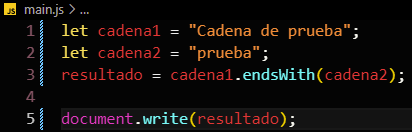 JS main.js > ...
1 let cadena1 = "Cadena de prueba";
2 let cadena2 = "prueba";
3 resultado = cadena1.endsWith(cadena2);
4
5 document.write(resultado);